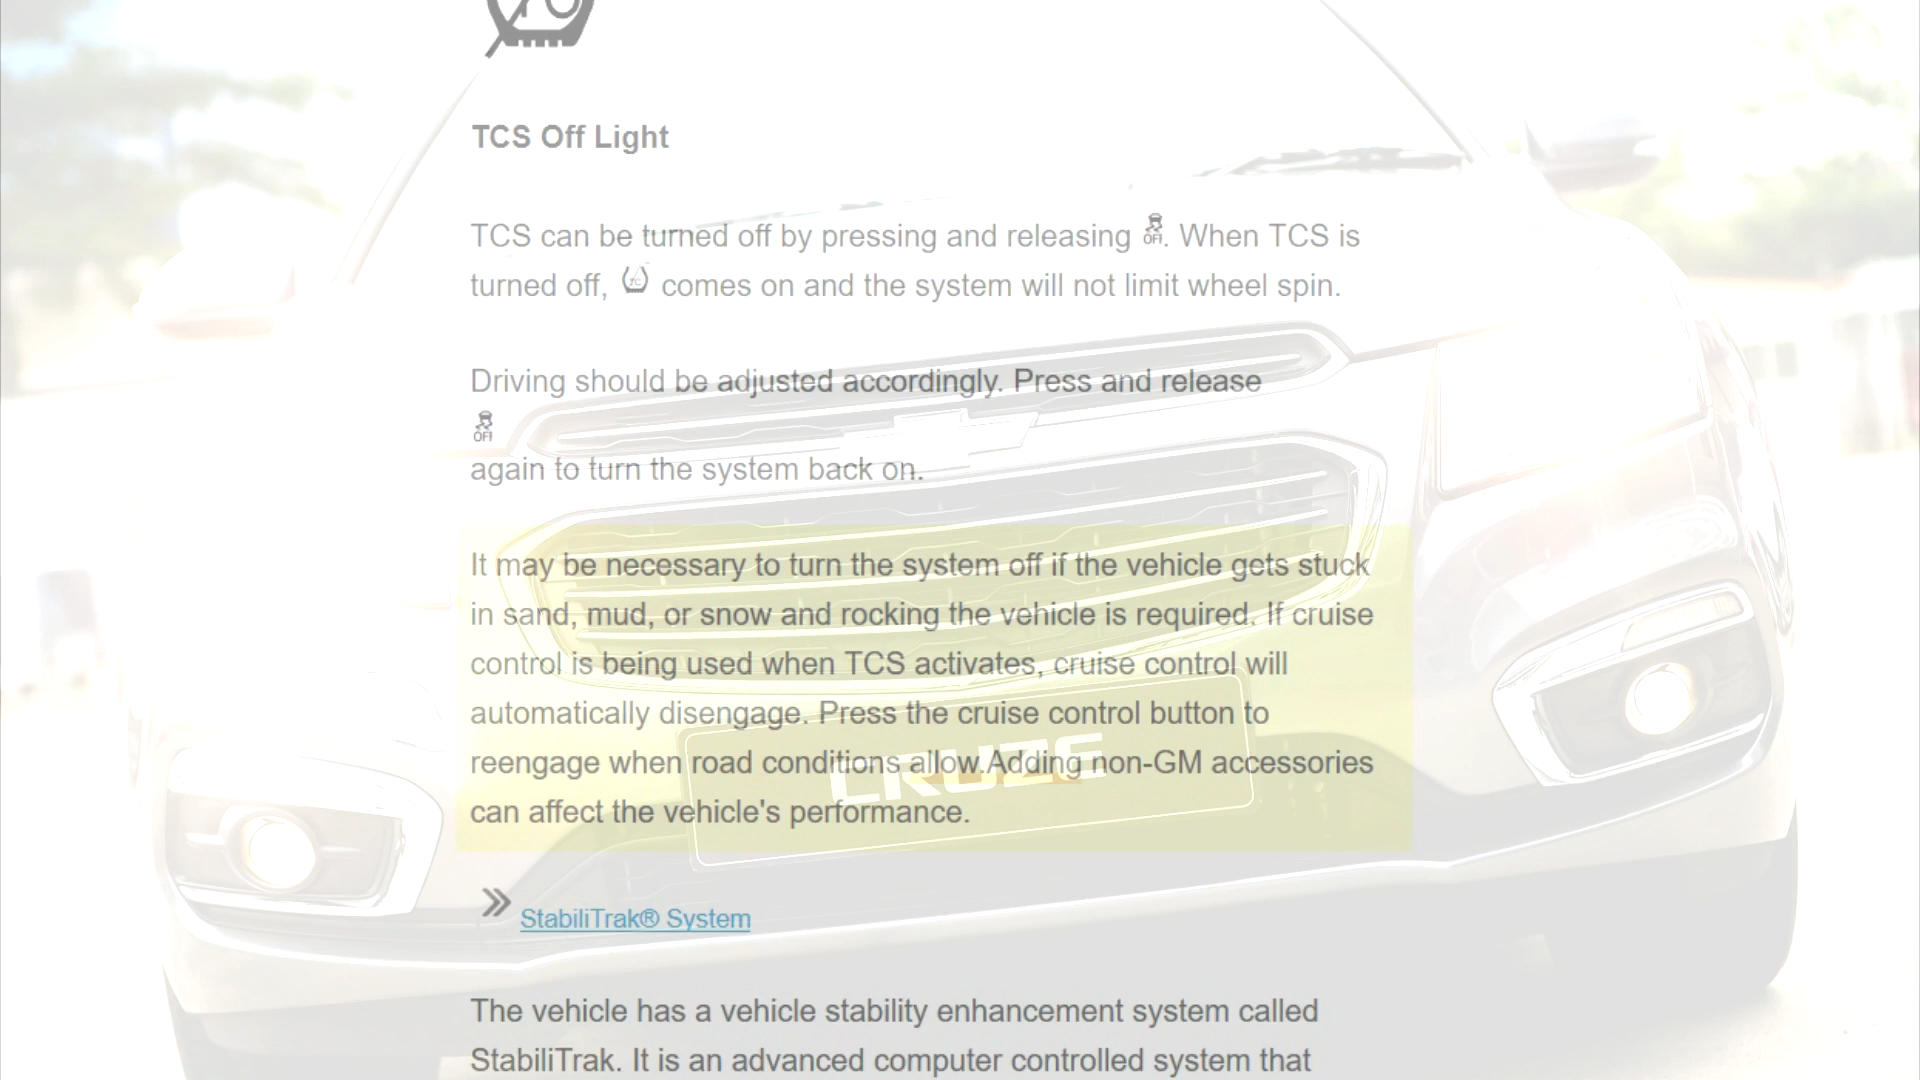 TCS Off Light
TCS can be turned off by pressing and releasing OFF. When TCS is
turned off, TC comes on and the system will not limit wheel spin.
Driving should be adjusted accordingly. Press and release
OFF
again to turn the system back on.
It may be necessary to turn the system off if the vehicle gets stuck
in sand, mud, or snow and rocking the vehicle is required. If cruise
control is being used when TCS activates, cruise control will
automatically disengage. Press the cruise control button to
reengage when road conditions allow.Adding non-GM accessories
can affect the vehicle's performance.
CRUZE
StabiliTrak® System
The vehicle has a vehicle stability enhancement system called
StabiliTrak. It is an advanced computer controlled system that